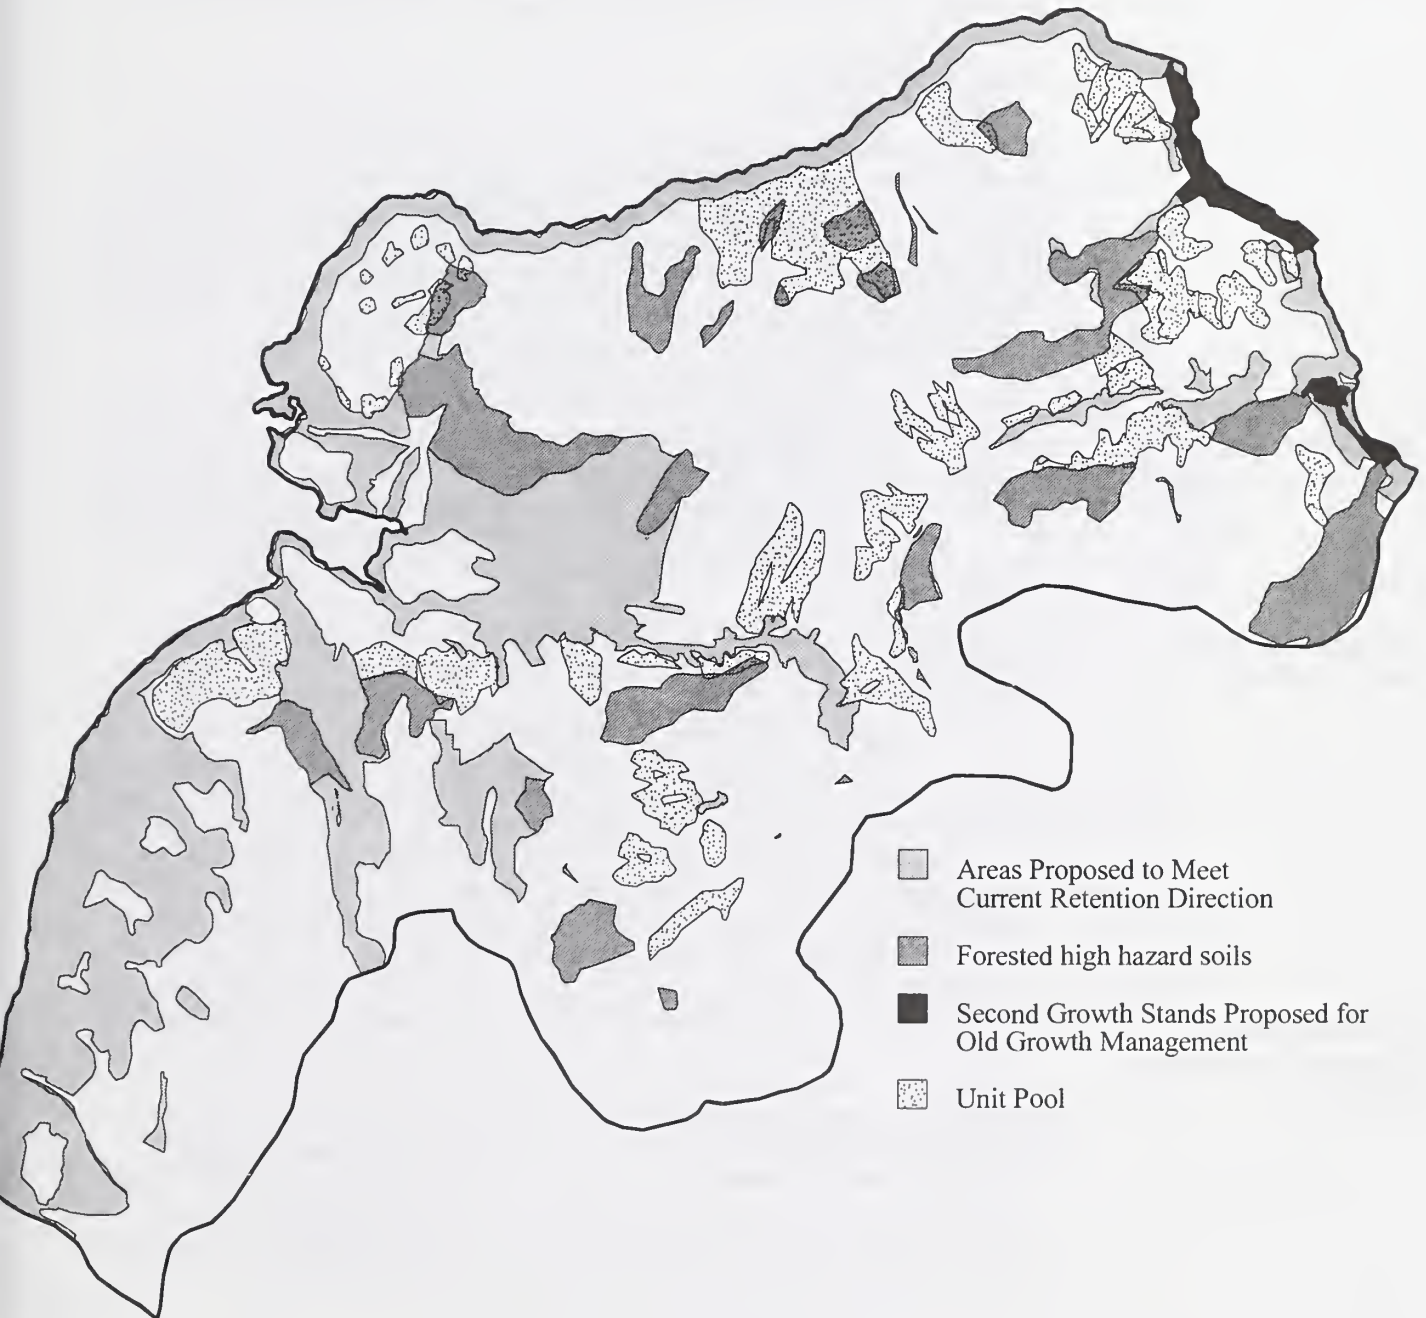 Areas Proposed to Meet
Current Retention Direction
Forested high hazard soils
Second Growth Stands Proposed for
Old Growth Management
Unit Pool